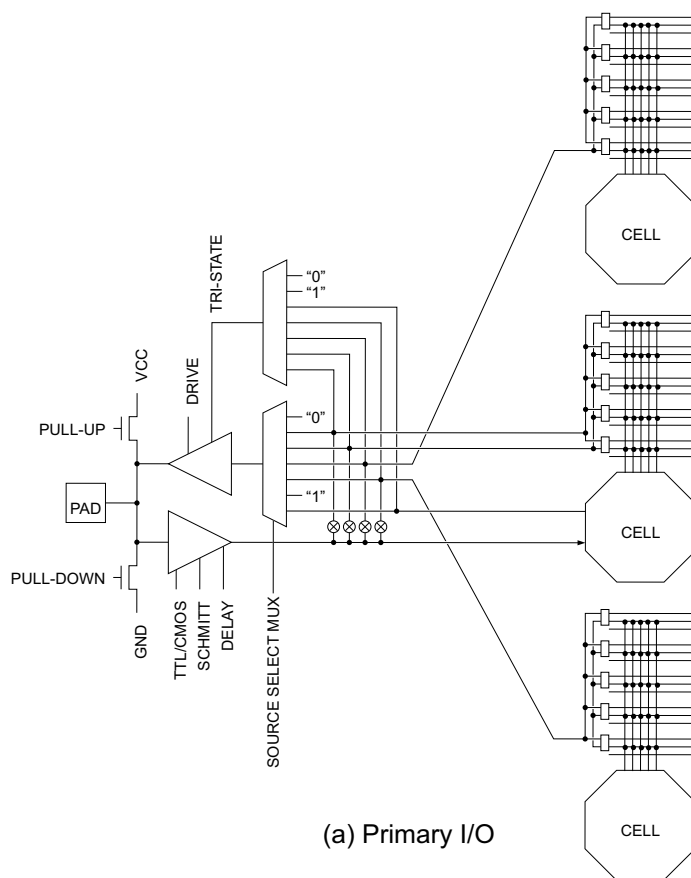 CELL
"0"
"1"
TRI-STATE
VCC
DRIVE
"0"
PULL-UP
PAD
"1"
CELL
PULL-DOWN
GND
TTL/CMOS
SCHMITT
DELAY
SOURCE SELECT MUX
(a) Primary I/O
CELL